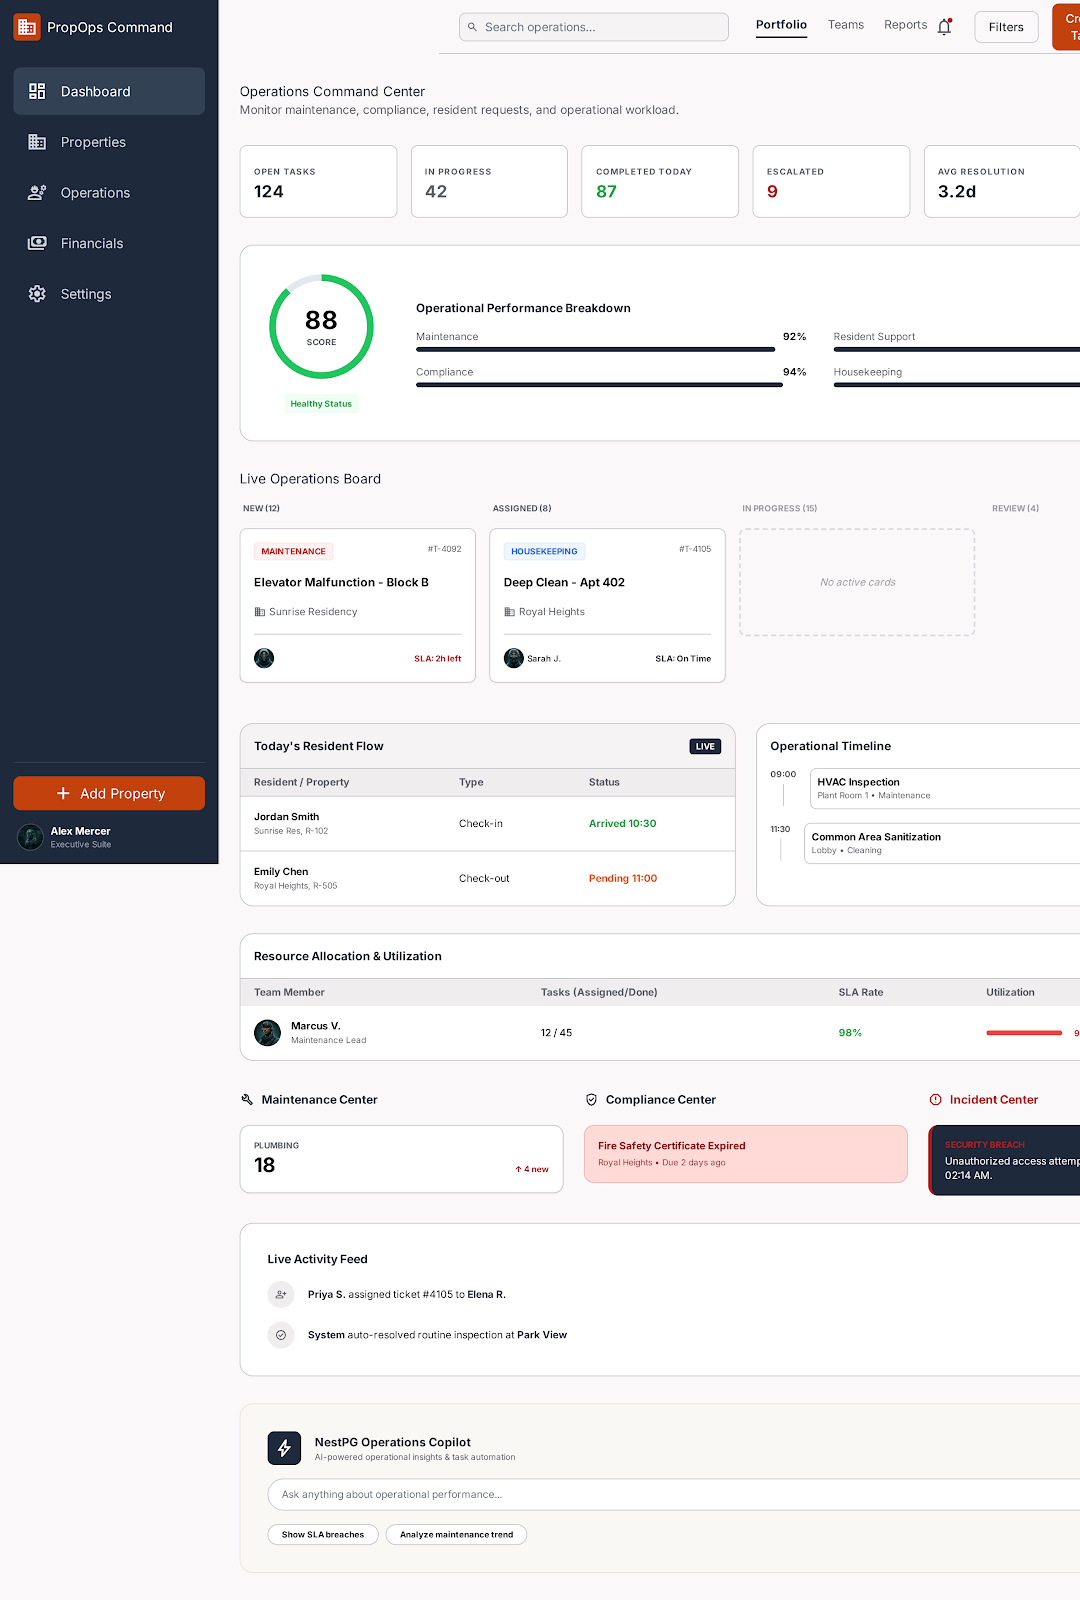 PropOps Command
Search operations...
Portfolio
Teams
Reports
Filters
Dashboard
Properties
Operations
Financials
Settings
Add Property
Alex Mercer
Executive Suite
Operations Command Center
Monitor maintenance, compliance, resident requests, and operational workload.
OPEN TASKS
124
IN PROGRESS
42
COMPLETED TODAY
87
ESCALATED
9
AVG RESOLUTION
3.2d
88
SCORE
Healthy Status
Operational Performance Breakdown
Maintenance
92%
Resident Support
Compliance
94%
Housekeeping
Live Operations Board
NEW (12)
ASSIGNED (8)
IN PROGRESS (15)
REVIEW (4)
MAINTENANCE
#T-4092
Elevator Malfunction - Block B
Sunrise Residency
SLA: 2h left
HOUSEKEEPING
#T-4105
Deep Clean - Apt 402
Royal Heights
Sarah J.
SLA: On Time
No active cards
Today's Resident Flow
LIVE
Resident / Property
Type
Status
Jordan Smith
Sunrise Res, R-102
Check-in
Arrived 10:30
Emily Chen
Royal Heights, R-505
Check-out
Pending 11:00
Operational Timeline
09:00
HVAC Inspection
Plant Room 1 • Maintenance
11:30
Common Area Sanitization
Lobby • Cleaning
Resource Allocation & Utilization
Team Member
Tasks (Assigned/Done)
SLA Rate
Utilization
Marcus V.
Maintenance Lead
12 / 45
98%
Maintenance Center
PLUMBING
18
↑ 4 new
Compliance Center
Fire Safety Certificate Expired
Royal Heights • Due 2 days ago
Incident Center
SECURITY BREACH
Unauthorized access
02:14 AM.
Live Activity Feed
Priya S. assigned ticket #4105 to Elena R.
System auto-resolved routine inspection at Park View
NestPG Operations Copilot
AI-powered operational insights & task automation
Ask anything about operational performance...
Show SLA breaches
Analyze maintenance trend